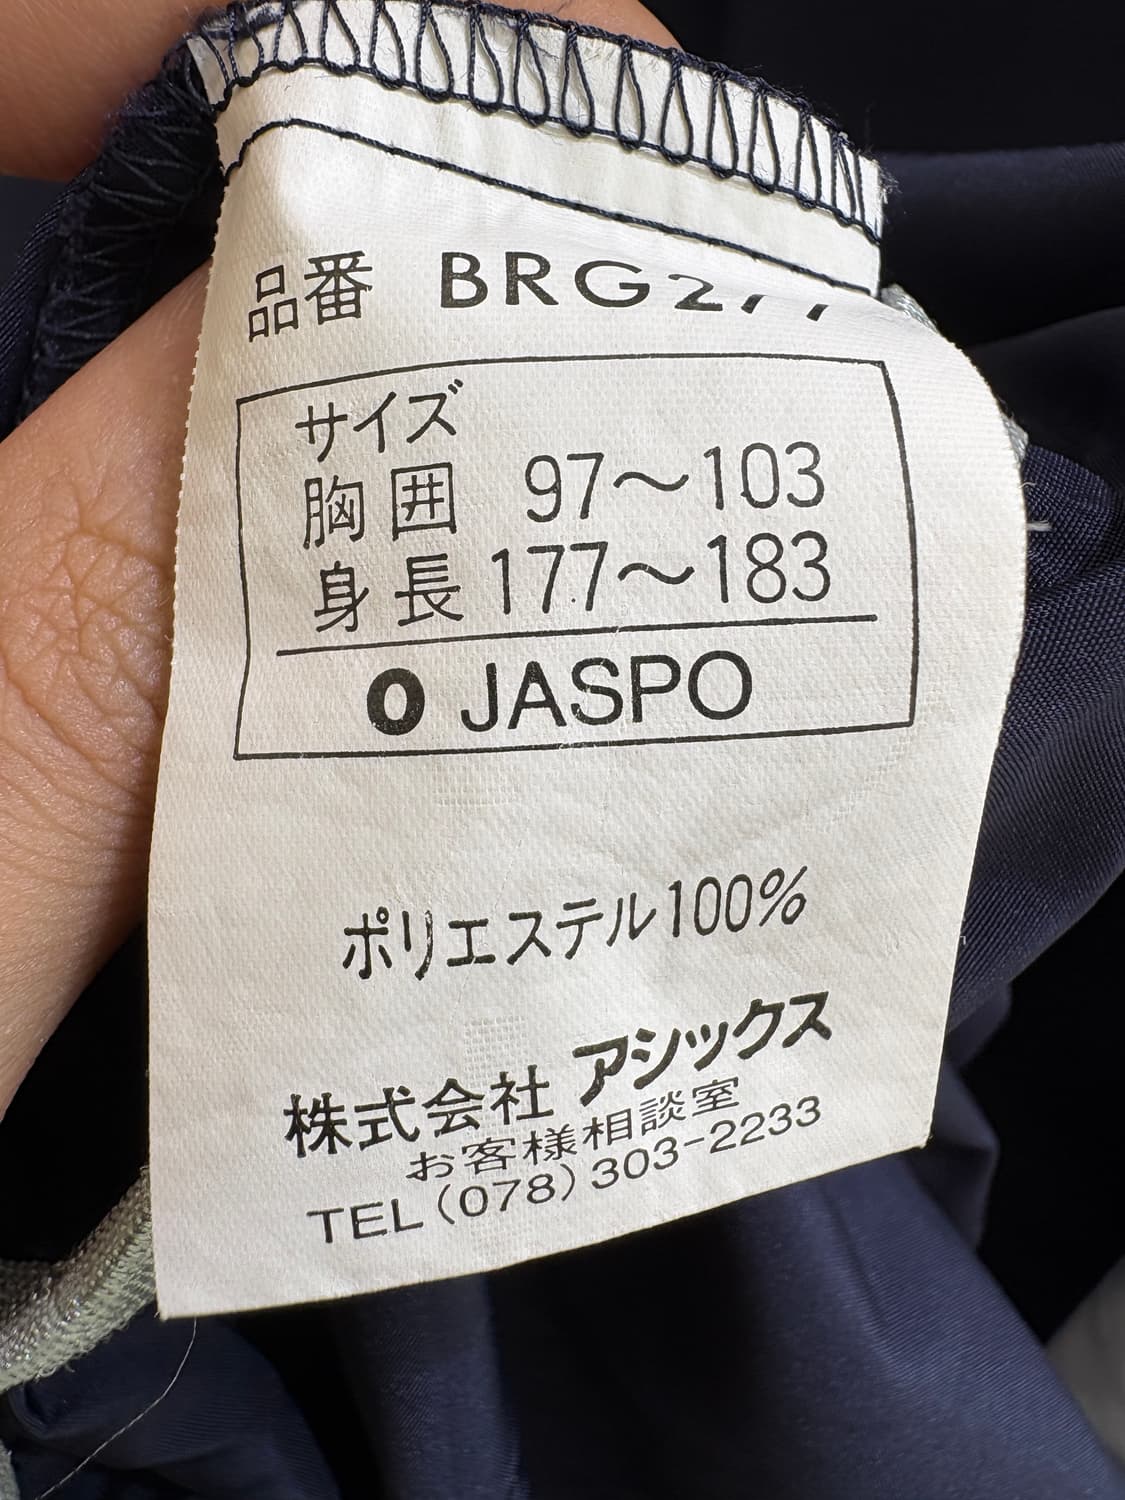 品番 BRG277
サイズ
胸囲 97～103
身長 177～183
O JASPO
ポリエステル100%
株式会社 アシックス
お客様相談室
TEL(078)303-2233